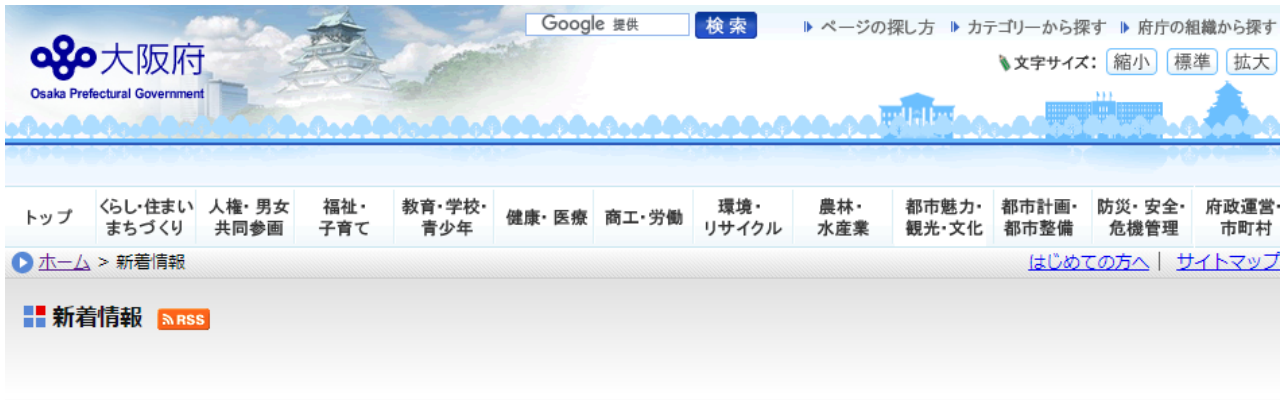 Google 提供
検索
ページの探し方
カテゴリーから探す
府庁の組織から探す
大阪府
Osaka Prefectural Government
文字サイズ：
縮小
標準
拡大
トップ
くらし・住まい
まちづくり
人権・男女
共同参画
福祉・
子育て
教育・学校・
青少年
健康・医療
商工・労働
環境・
リサイクル
農林・
水産業
都市魅力・
観光・文化
都市計画・
都市整備
防災・安全・
危機管理
府政運営・
市町村
ホーム > 新着情報
はじめての方へ｜ サイトマップ
新着情報 RSS